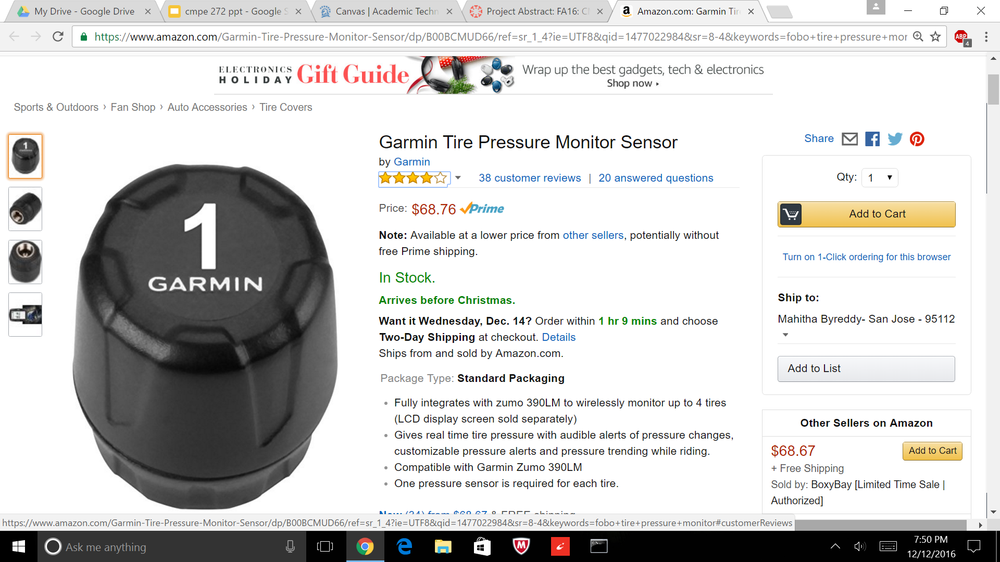 My Drive - Google Drive
cmpe 272 ppt - Google S
Canvas | Academic Techn
Project Abstract: FA16: C
Amazon.com: Garmin Tire
https://www.amazon.com/Garmin-Tire-Pressure-Monitor-Sensor/dp/B00BCMUD66/ref=sr_1_4?ie=UTF8&qid=1477022984&sr=8-4&keywords=fobo+tire+pressure+mor
ABP
4
ELECTRONICS
HOLIDAY
Gift Guide
Wrap up the best gadgets, tech & electronics
Shop now ›
Sports & Outdoors › Fan Shop › Auto Accessories › Tire Covers
1
1
GARMIN
Garmin Tire Pressure Monitor Sensor
by Garmin
38 customer reviews | 20 answered questions
Price: $68.76 Prime
Note: Available at a lower price from other sellers, potentially without
free Prime shipping.
In Stock.
Arrives before Christmas.
Want it Wednesday, Dec. 14? Order within 1 hr 9 mins and choose
Two-Day Shipping at checkout. Details
Ships from and sold by Amazon.com.
Package Type: Standard Packaging
• Fully integrates with zumo 390LM to wirelessly monitor up to 4 tires
(LCD display screen sold separately)
• Gives real time tire pressure with audible alerts of pressure changes,
customizable pressure alerts and pressure trending while riding.
• Compatible with Garmin Zumo 390LM
• One pressure sensor is required for each tire.
New (34) from $68.67 & FREE shipping
Share
Qty: 1
Add to Cart
Turn on 1-Click ordering for this browser
Ship to:
Mahitha Byreddy- San Jose - 95112
Add to List
Other Sellers on Amazon
$68.67
Add to Cart
+ Free Shipping
Sold by: BoxyBay [Limited Time Sale |
Authorized]
https://www.amazon.com/Garmin-Tire-Pressure-Monitor-Sensor/dp/B00BCMUD66/ref=sr_1_4?ie=UTF8&qid=1477022984&sr=8-4&keywords=fobo+tire+pressure+monitor#customerReviews
Ask me anything
7:50 PM
12/12/2016